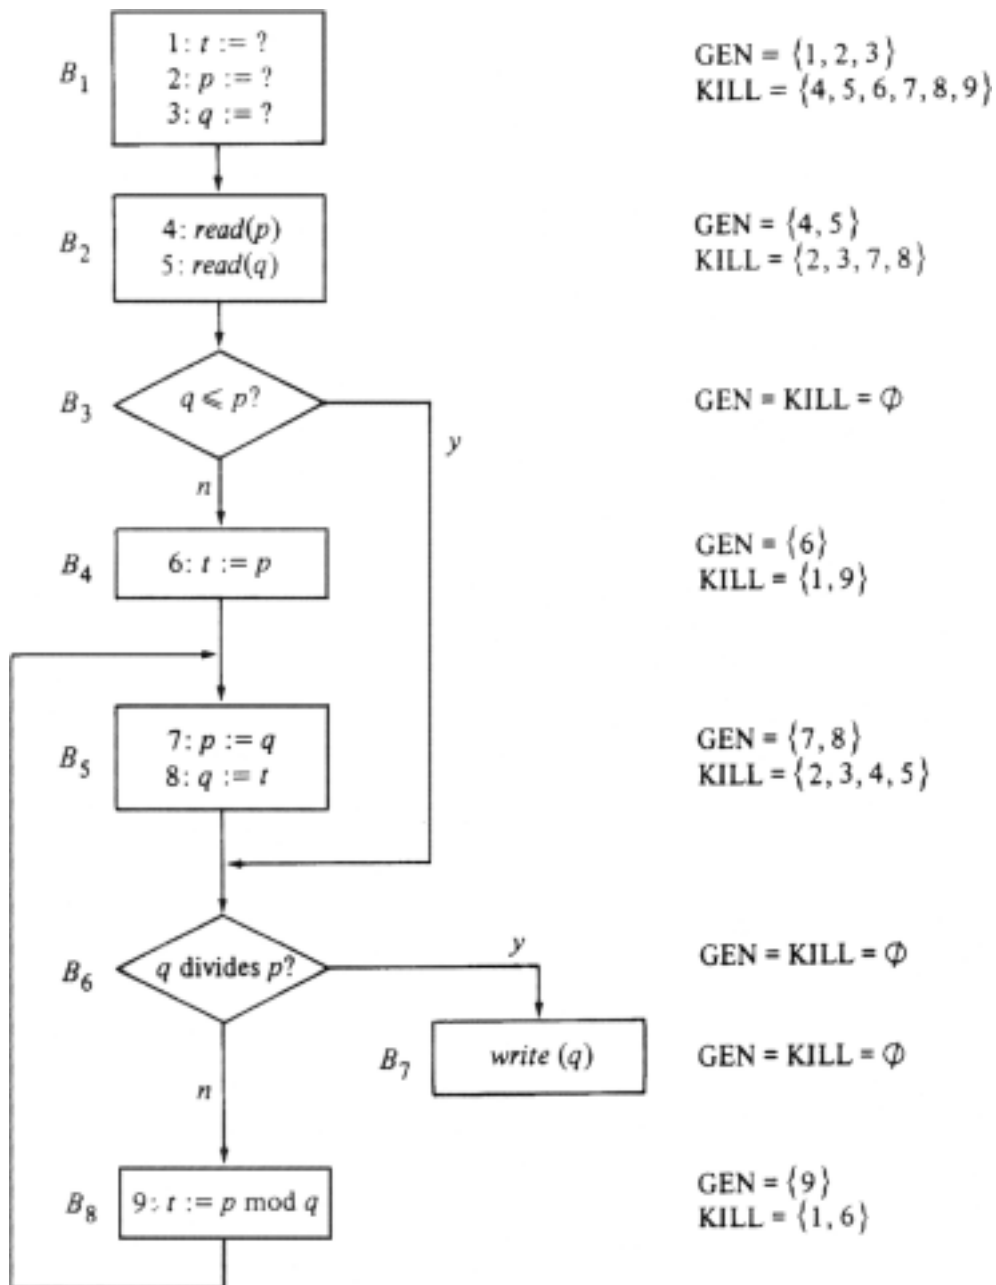 B₁
1: t := ?
2: p := ?
3: q := ?
GEN = {1, 2, 3}
KILL = {4, 5, 6, 7, 8, 9}
B₂
4: read(p)
5: read(q)
GEN = {4, 5}
KILL = {2, 3, 7, 8}
B₃
q ⩽ p?
GEN = KILL = ∅
y
n
B₄
6: t := p
GEN = {6}
KILL = {1, 9}
B₅
7: p := q
8: q := t
GEN = {7, 8}
KILL = {2, 3, 4, 5}
B₆
q divides p?
y
GEN = KILL = ∅
B₇
write (q)
GEN = KILL = ∅
n
B₈
9: t := p mod q
GEN = {9}
KILL = {1, 6}